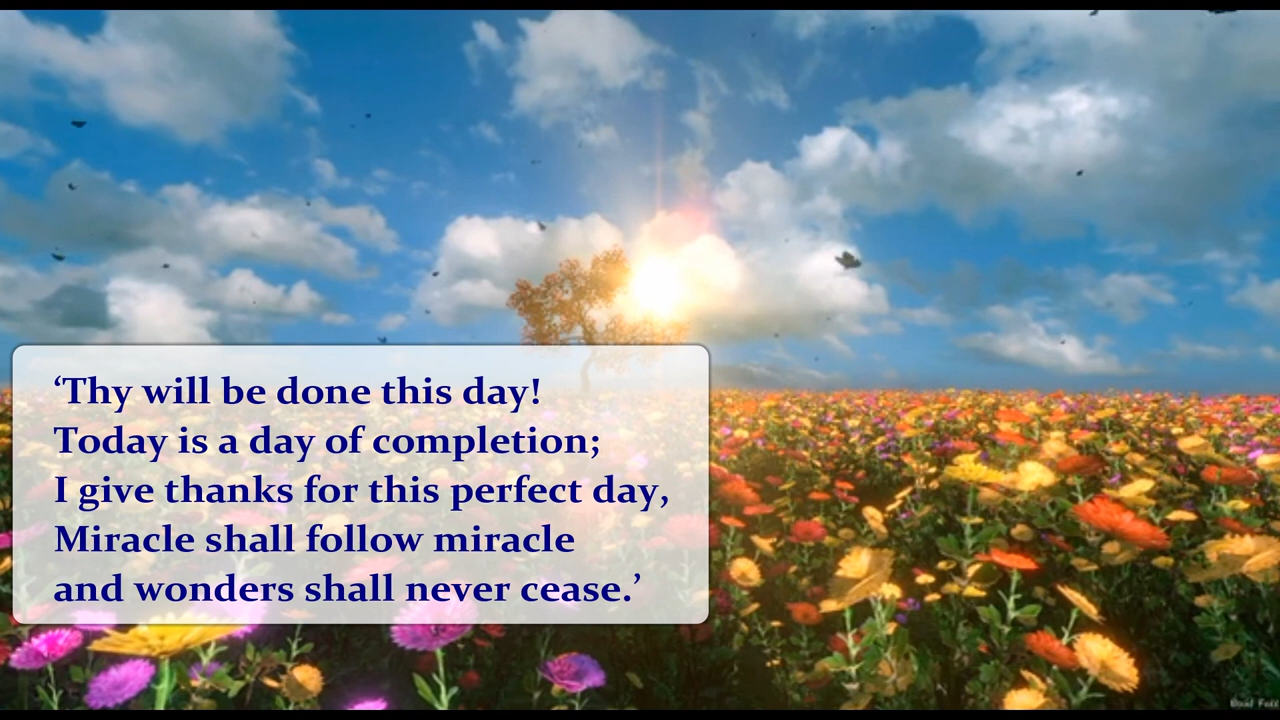 ‘Thy will be done this day!
Today is a day of completion;
I give thanks for this perfect day,
Miracle shall follow miracle
and wonders shall never cease.’